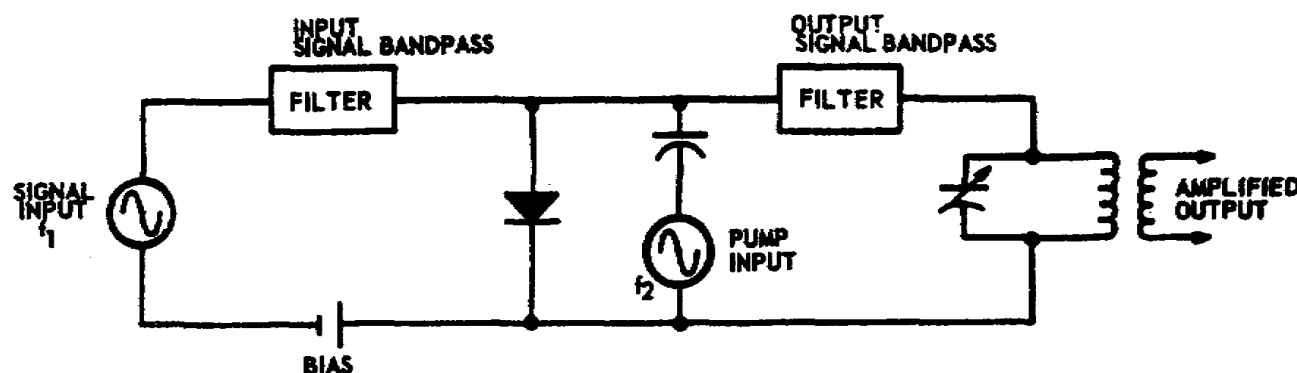 INPUT
SIGNAL BANDPASS
OUTPUT
SIGNAL BANDPASS
FILTER
FILTER
SIGNAL
INPUT
f1
PUMP
INPUT
f2
AMPLIFIED
OUTPUT
BIAS